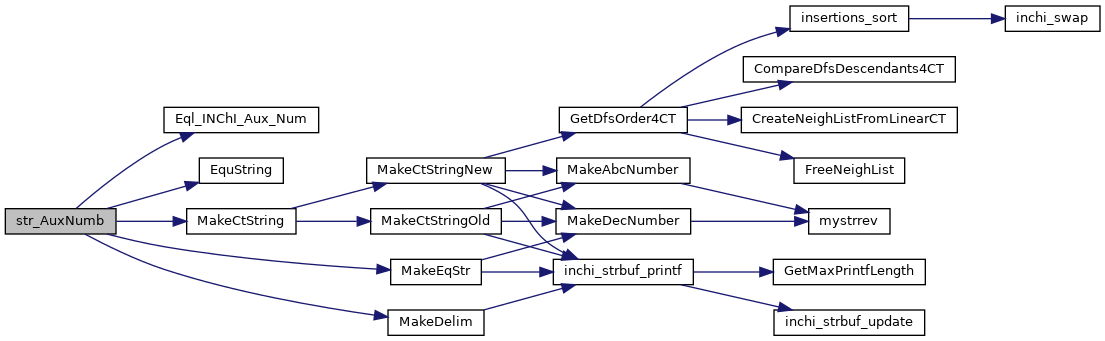 str_AuxNumb
Eql_INChI_Aux_Num
EquString
MakeCtString
MakeEqStr
MakeDelim
MakeCtStringNew
MakeCtStringOld
GetDfsOrder4CT
MakeAbcNumber
MakeDecNumber
inchi_strbuf_printf
insertions_sort
CompareDfsDescendants4CT
CreateNeighListFromLinearCT
FreeNeighList
mystrrev
GetMaxPrintfLength
inchi_strbuf_update
inchi_swap